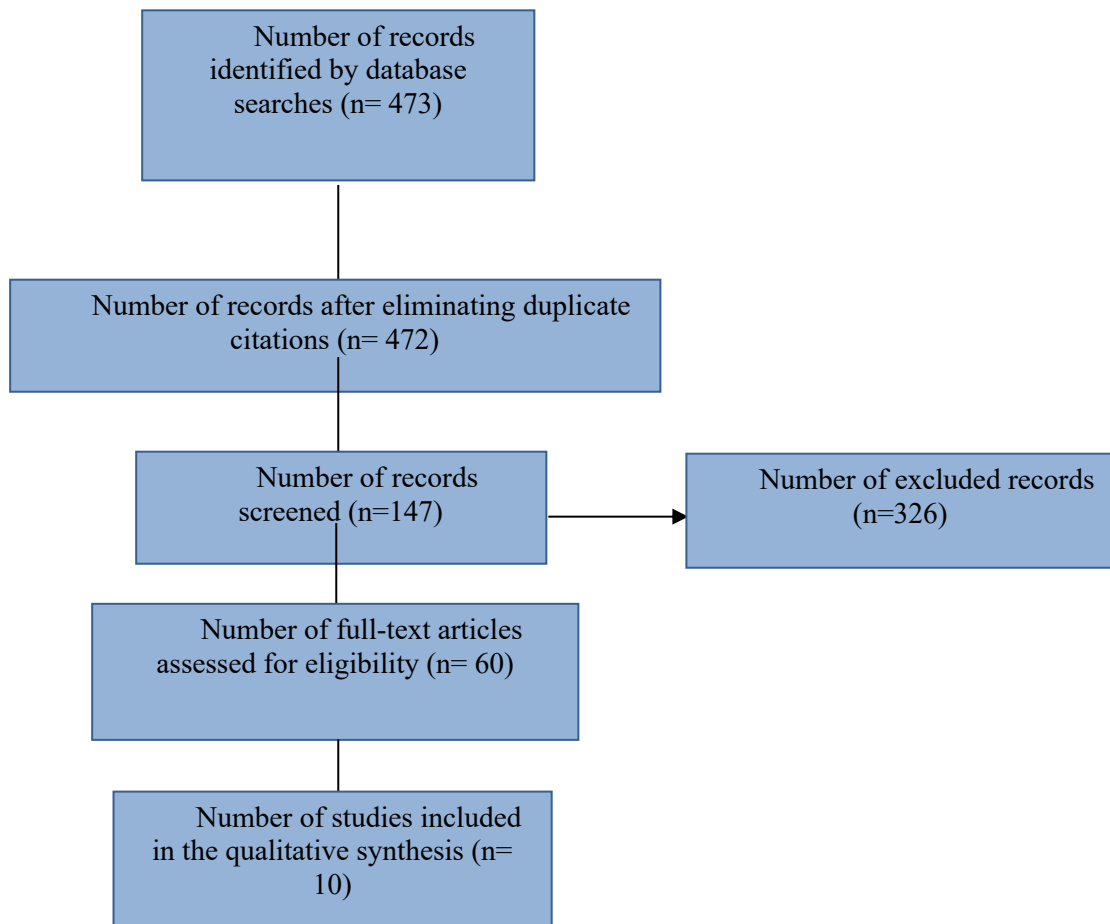 Number of records
identified by database
searches (n= 473)
Number of records after eliminating duplicate
citations (n= 472)
Number of records
screened (n=147)
Number of excluded records
(n=326)
Number of full-text articles
assessed for eligibility (n= 60)
Number of studies included
in the qualitative synthesis (n=
10)